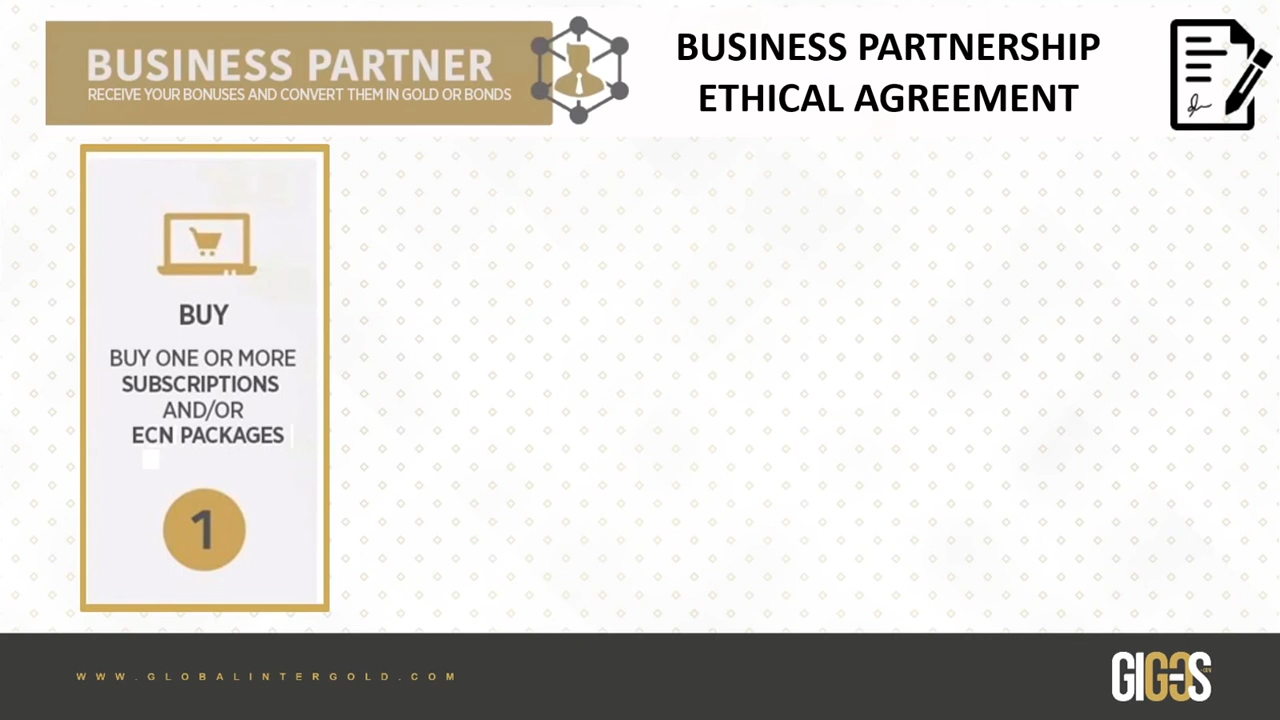 BUSINESS PARTNER
RECEIVE YOUR BONUSES AND CONVERT THEM IN GOLD OR BONDS
BUSINESS PARTNERSHIP
ETHICAL AGREEMENT
BUY
BUY ONE OR MORE
SUBSCRIPTIONS
AND/OR
ECN PACKAGES
1
WWW.GLOBALINTERGOLD.COM